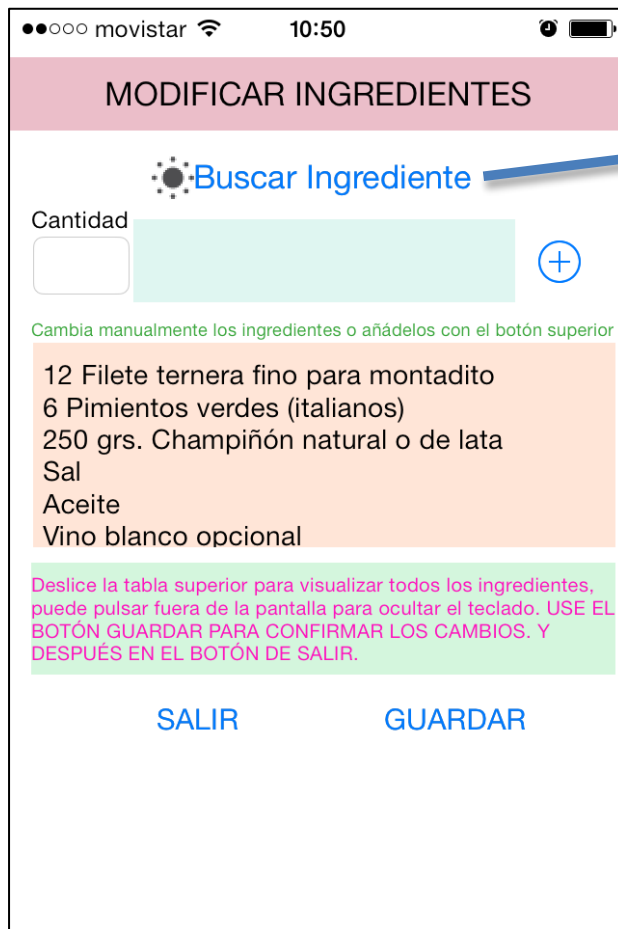 movistar 10:50
MODIFICAR INGREDIENTES
Buscar Ingrediente
Cantidad
Cambia manualmente los ingredientes o añádelos con el botón superior
12 Filete ternera fino para montadito
6 Pimientos verdes (italianos)
250 grs. Champiñón natural o de lata
Sal
Aceite
Vino blanco opcional
Deslice la tabla superior para visualizar todos los ingredientes,
puede pulsar fuera de la pantalla para ocultar el teclado. USE EL
BOTÓN GUARDAR PARA CONFIRMAR LOS CAMBIOS. Y
DESPUÉS EN EL BOTÓN DE SALIR.
SALIR GUARDAR